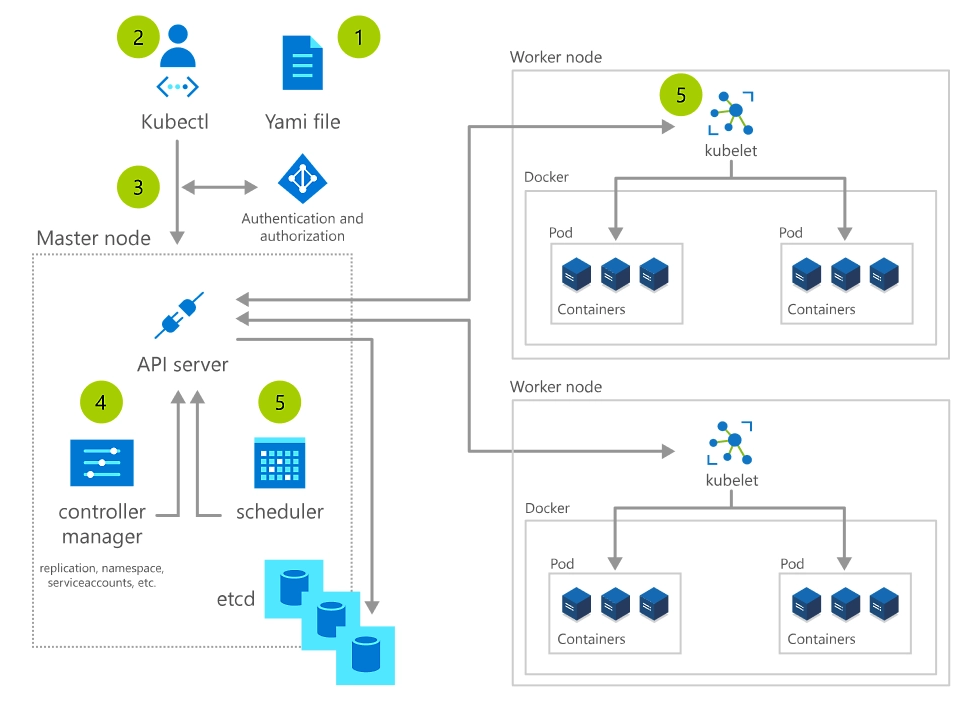 2
1
Kubectl
Yami file
3
Authentication and
authorization
Master node
API server
4
5
controller
manager
replication, namespace,
serviceaccounts, etc.
scheduler
etcd
Worker node
5
kubelet
Docker
Pod
Containers
Pod
Containers
Worker node
kubelet
Docker
Pod
Containers
Pod
Containers